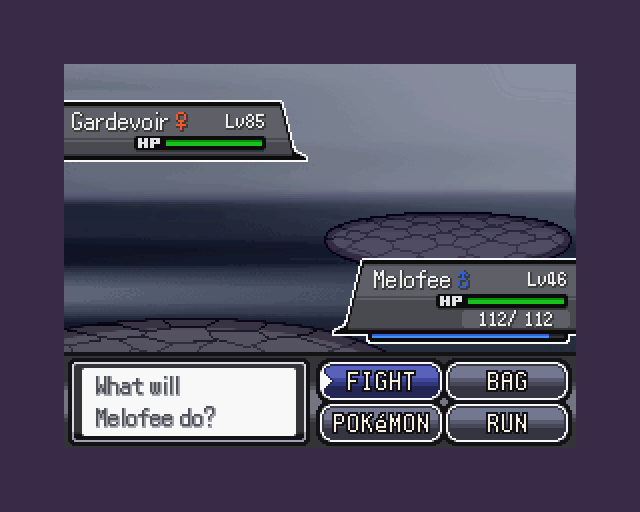 Gardevoir ♀ Lv85
HP
Melofee ♂ Lv46
HP
112/ 112
What will
Melofee do?
FIGHT
BAG
POKéMON
RUN